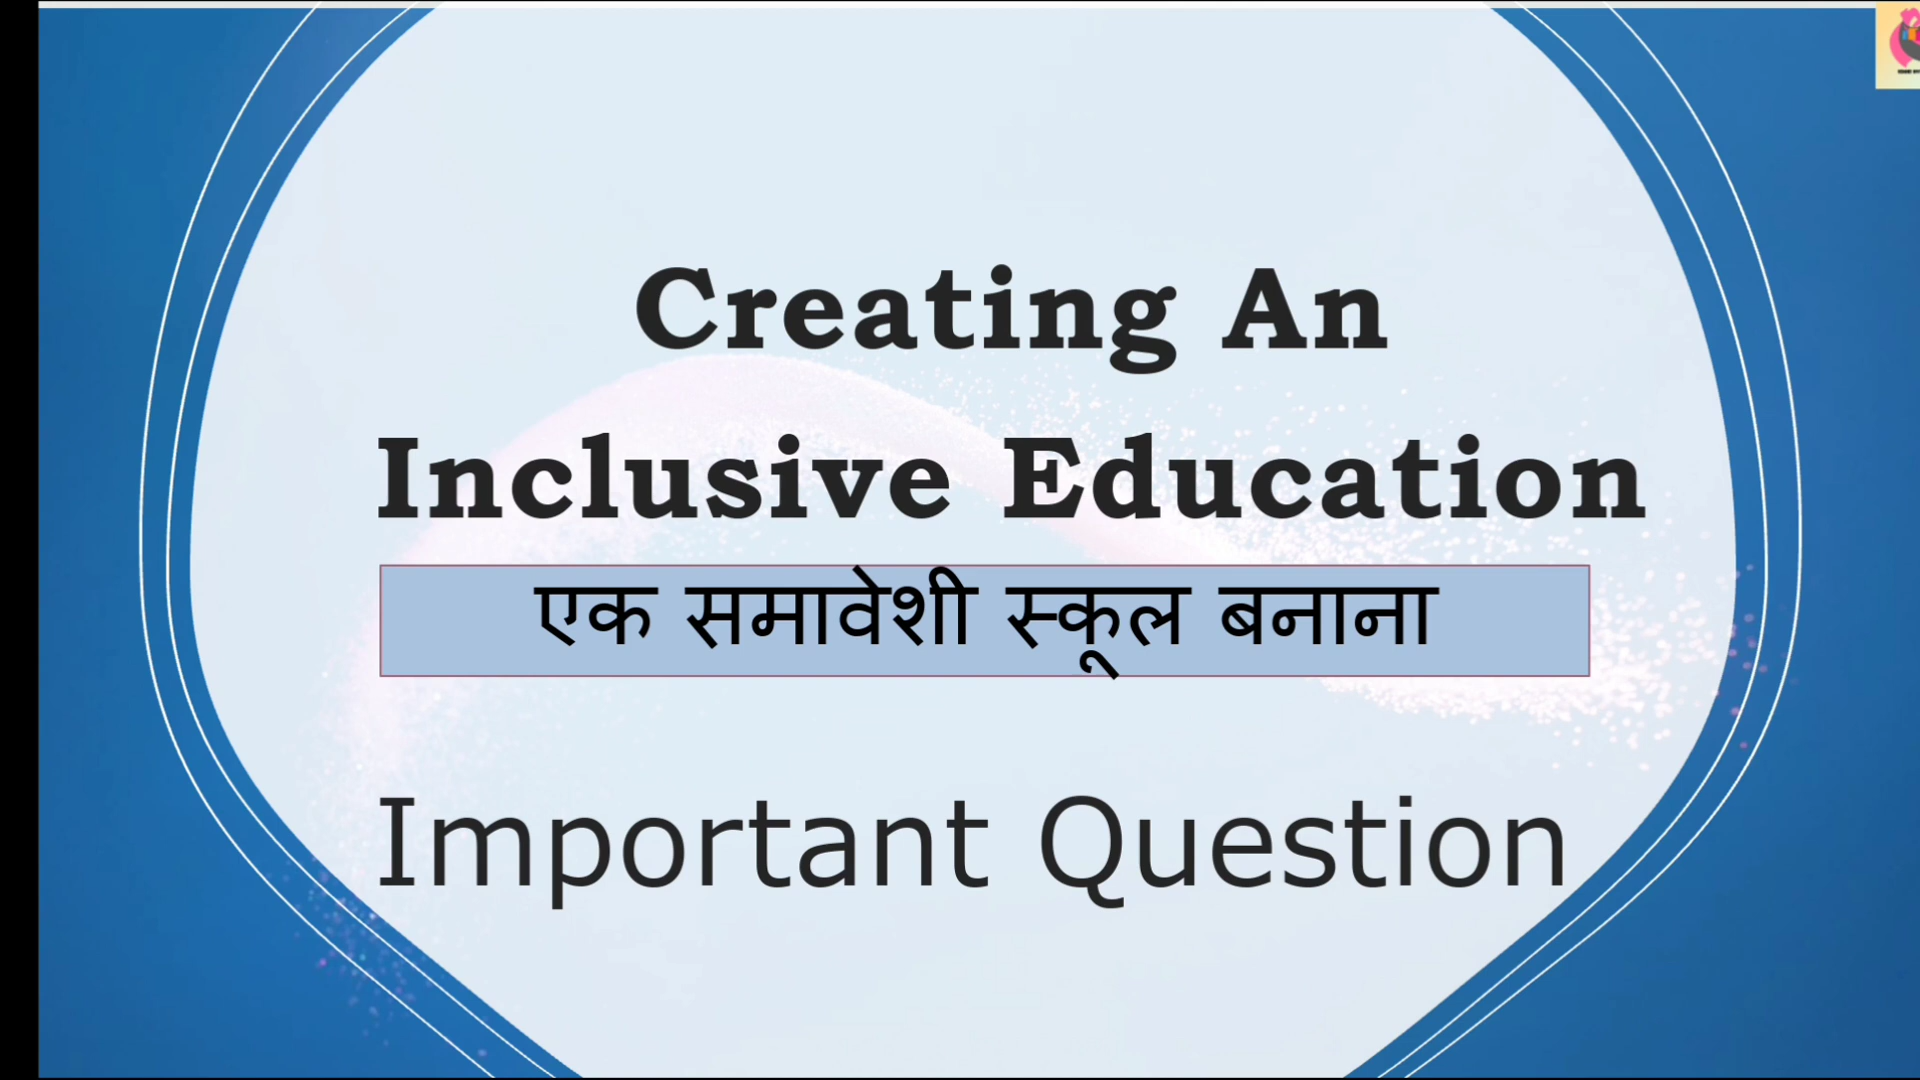 Creating An
Inclusive Education
एक समावेशी स्कूल बनाना
Important Question